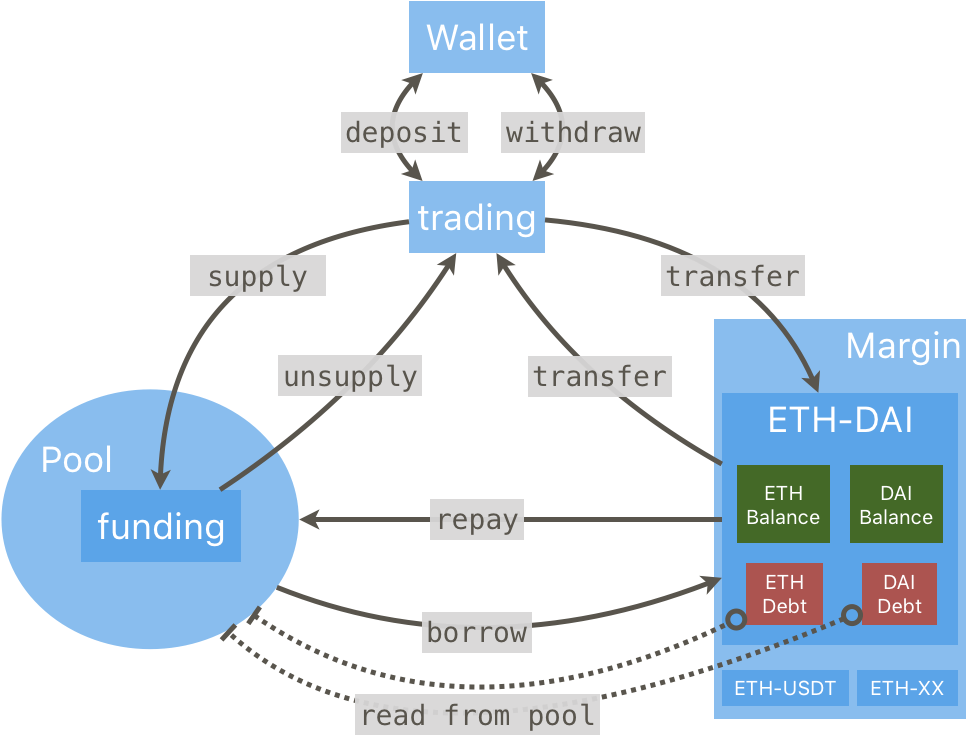 Wallet
deposit
withdraw
trading
supply
transfer
unsupply
transfer
Margin
ETH-DAI
Pool
funding
ETH
Balance
DAI
Balance
repay
ETH
Debt
DAI
Debt
borrow
ETH-USDT
ETH-XX
read from pool